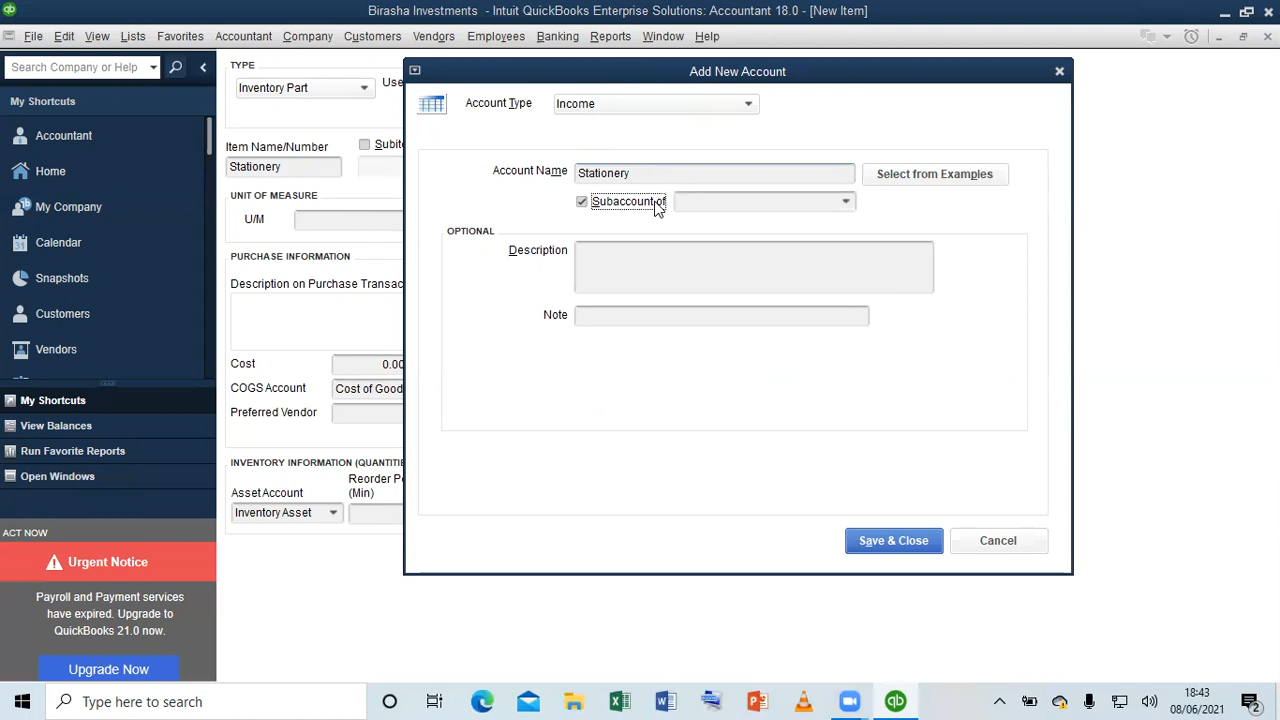 Birasha Investments - Intuit QuickBooks Enterprise Solutions: Accountant 18.0 - [New Item]
File Edit View Lists Favorites Accountant Company Customers Vendors Employees Banking Reports Window Help
Search Company or Help
My Shortcuts
Accountant
Home
My Company
Calendar
Snapshots
Customers
Vendors
My Shortcuts
View Balances
Run Favorite Reports
Open Windows
ACT NOW
Urgent Notice
Payroll and Payment services
have expired. Upgrade to
QuickBooks 21.0 now.
Upgrade Now
TYPE
Inventory Part
Use
Item Name/Number
Subite
Stationery
UNIT OF MEASURE
U/M
PURCHASE INFORMATION
Description on Purchase Transac
Cost 0.00
COGS Account Cost of Good
Preferred Vendor
INVENTORY INFORMATION (QUANTITIE
Reorder Po
Asset Account (Min)
Inventory Asset
Add New Account
Account Type Income
Account Name Stationery Select from Examples
Subaccount of
OPTIONAL
Description
Note
Save & Close Cancel
Type here to search
18:43
08/06/2021
2